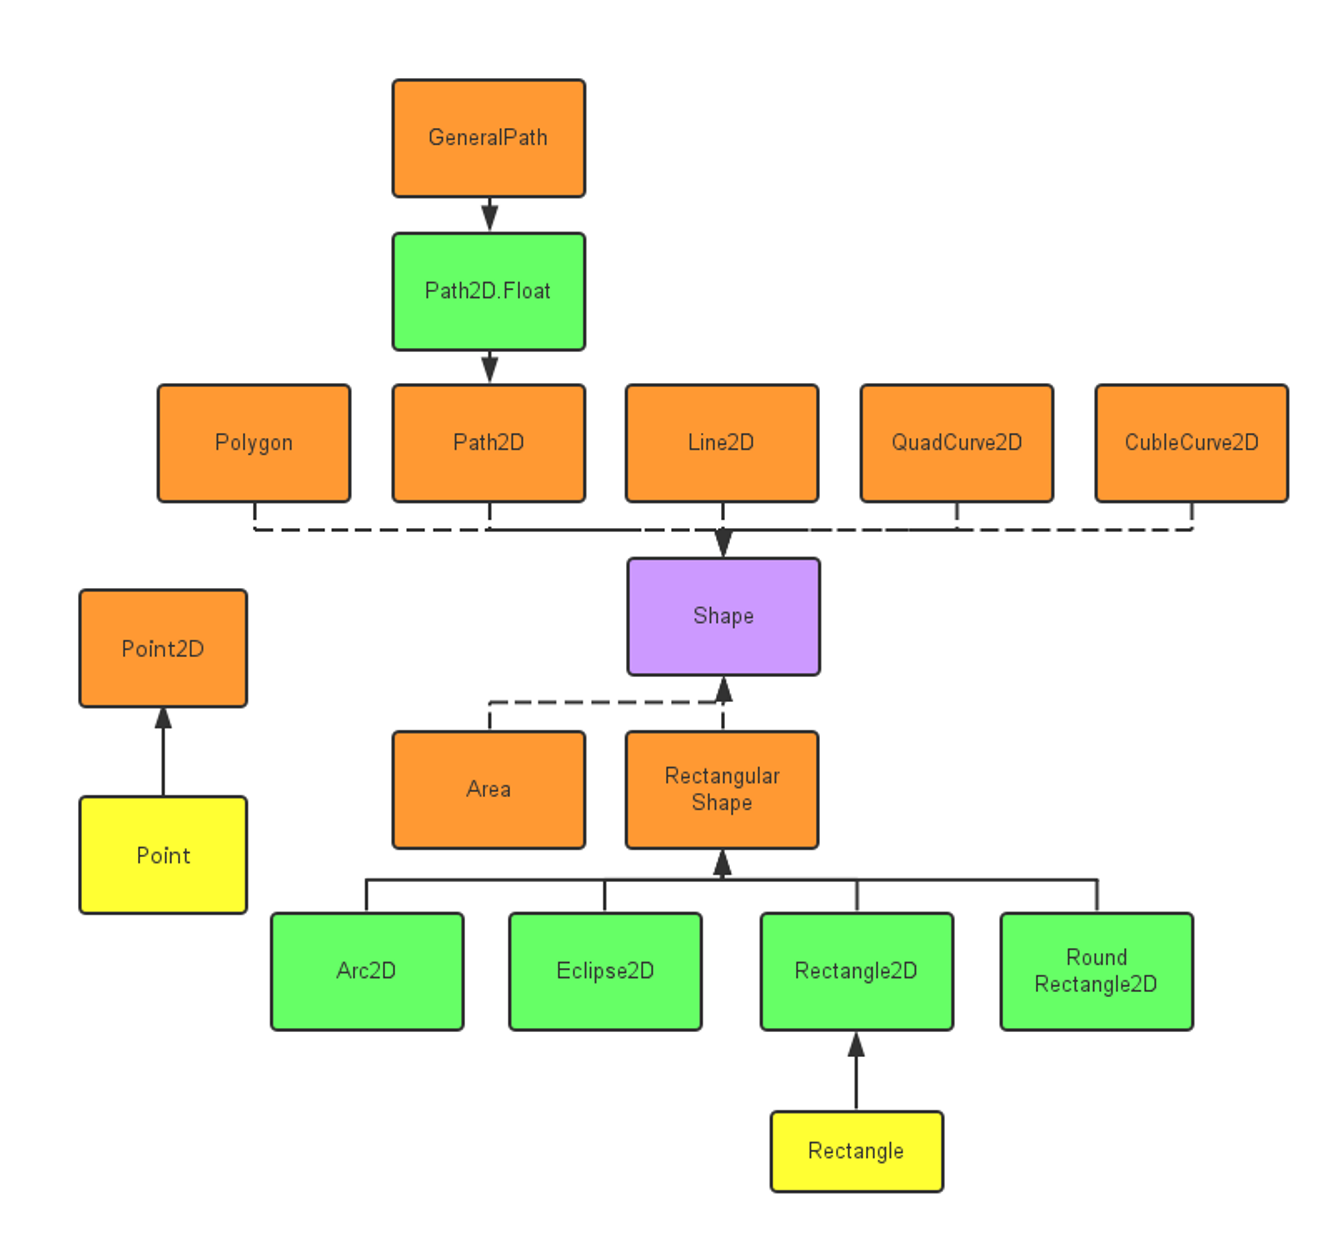 GeneralPath
Path2D.Float
Polygon
Path2D
Line2D
QuadCurve2D
CubleCurve2D
Shape
Point2D
Area
Rectangular
Shape
Point
Arc2D
Eclipse2D
Rectangle2D
Round
Rectangle2D
Rectangle